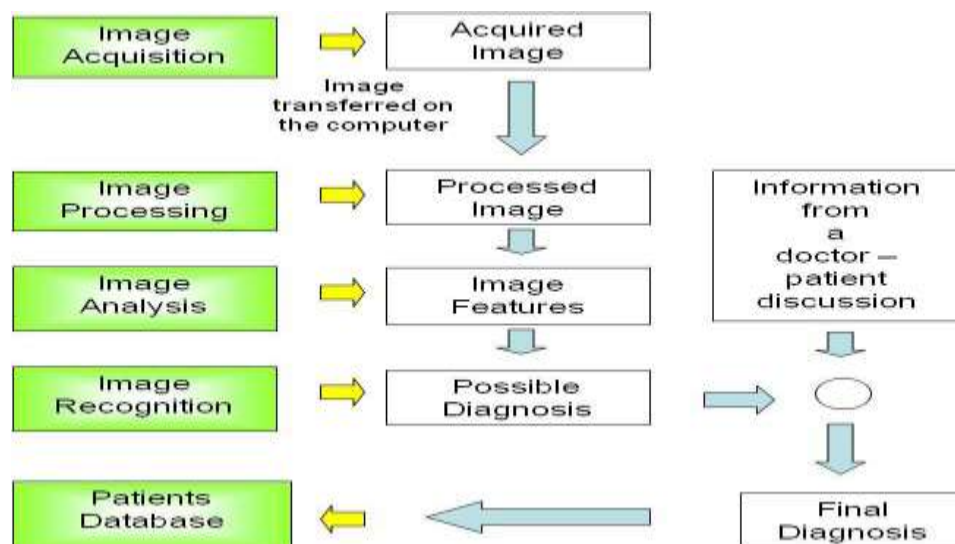 Image
Acquisition
Acquired
Image
Image
transferred on
the computer
Image
Processing
Processed
Image
Information
from
a
doctor –
patient
discussion
Image
Analysis
Image
Features
Image
Recognition
Possible
Diagnosis
Patients
Database
Final
Diagnosis